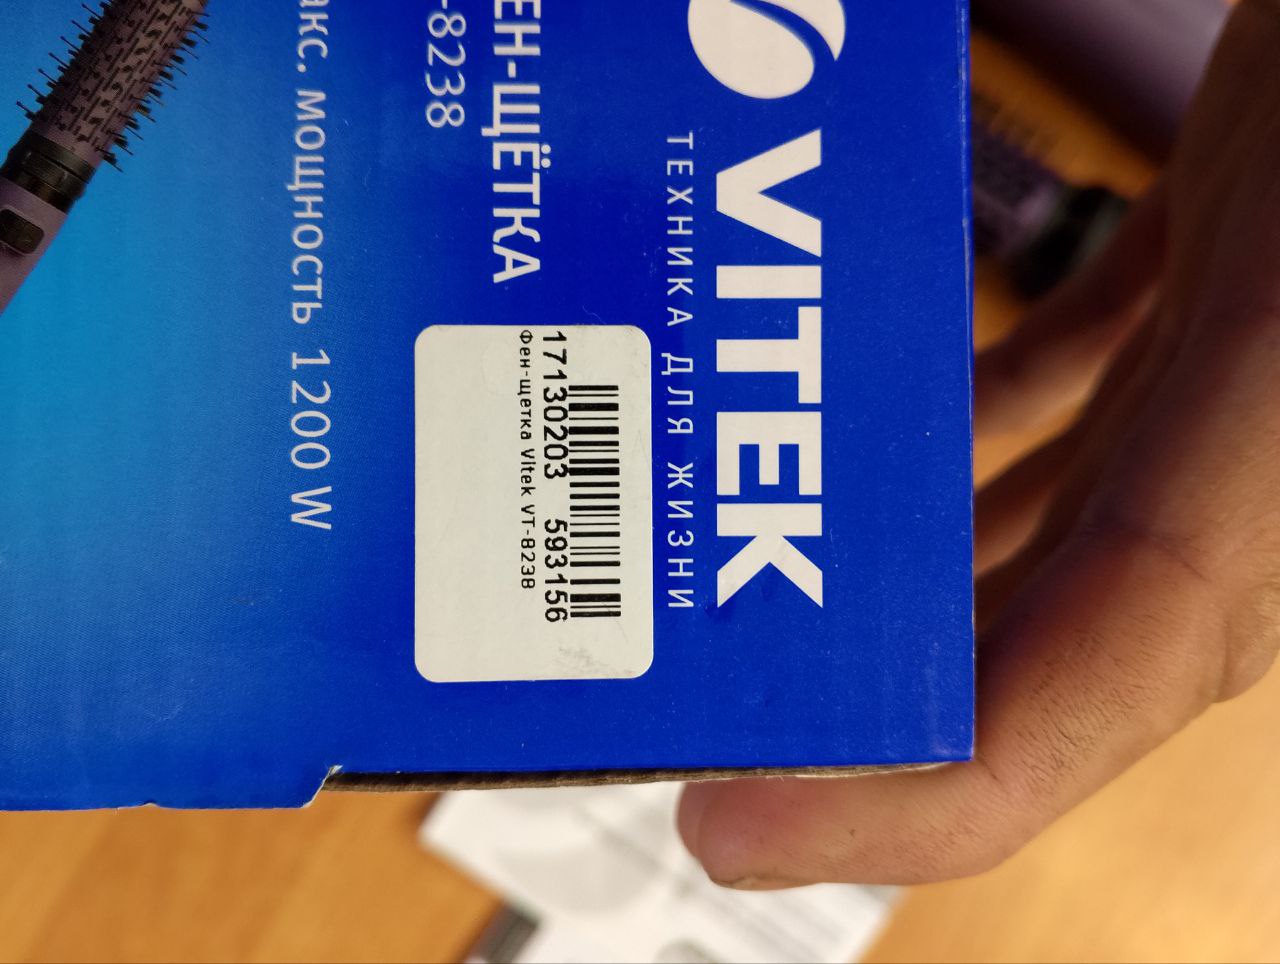 VITEK
ТЕХНИКА ДЛЯ ЖИЗНИ
ЕН-ЩЁТКА
-8238
акс. мощность 1200 W
17130203 593156
Фен-щетка Vitek VT-8238